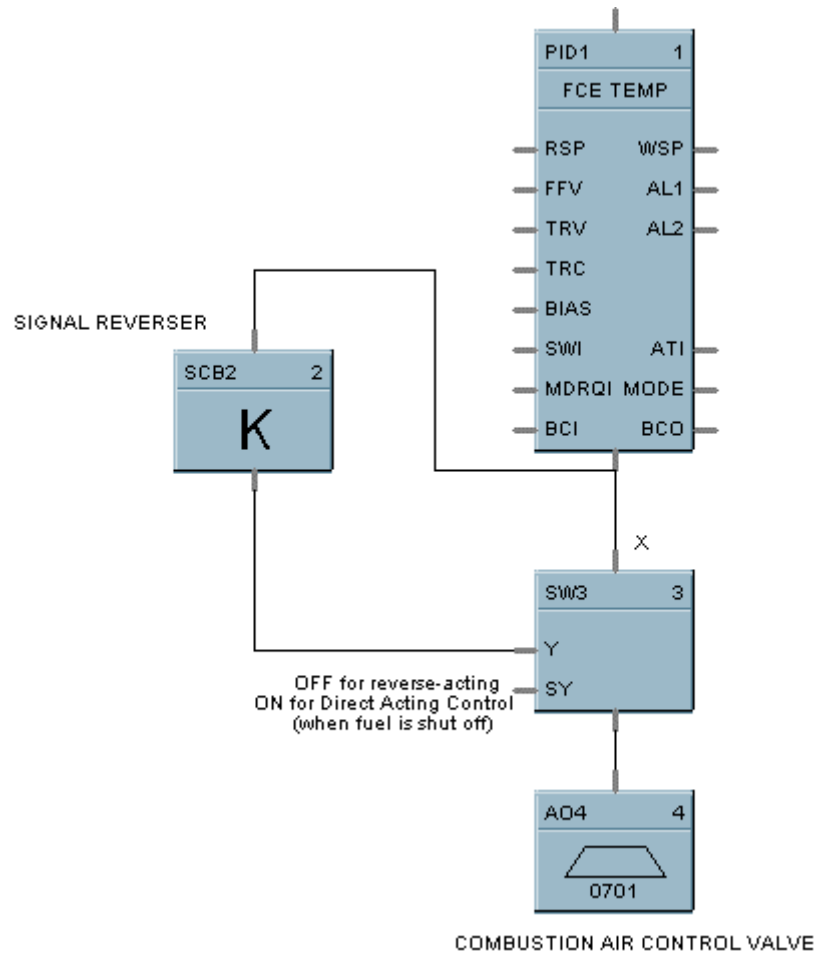 PID1 1
FCE TEMP
RSP WSP
FFV AL1
TRV AL2
TRC
BIAS
SWI ATI
MDRQI MODE
BCI BCO
SIGNAL REVERSER
SCB2 2
K
X
SW3 3
Y
SY
OFF for reverse-acting
ON for Direct Acting Control
(when fuel is shut off)
AO4 4
0701
COMBUSTION AIR CONTROL VALVE